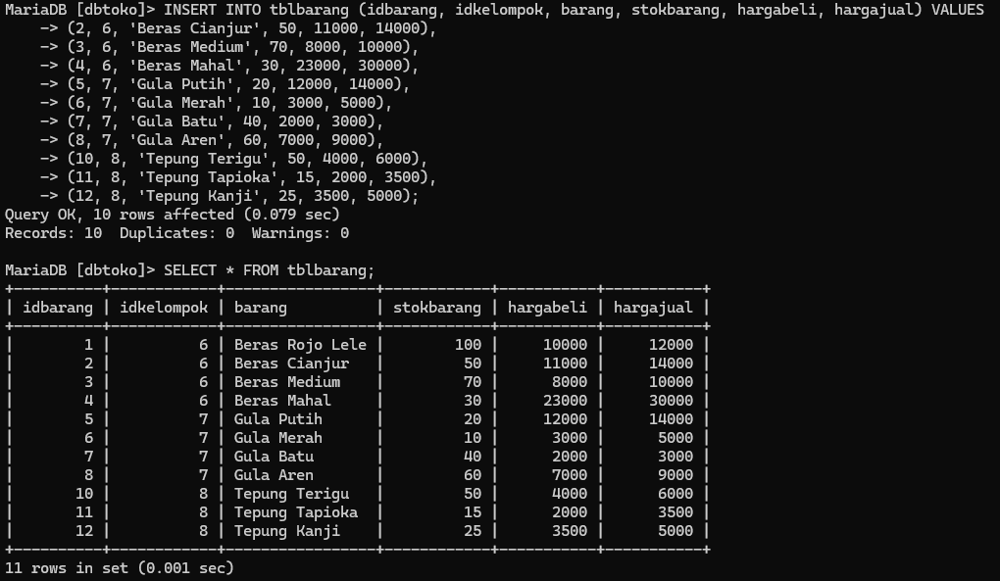 MariaDB [dbtoko]> INSERT INTO tblbarang (idbarang, idkelompok, barang, stokbarang, hargabeli, hargajual) VALUES
    -> (2, 6, 'Beras Cianjur', 50, 11000, 14000),
    -> (3, 6, 'Beras Medium', 70, 8000, 10000),
    -> (4, 6, 'Beras Mahal', 30, 23000, 30000),
    -> (5, 7, 'Gula Putih', 20, 12000, 14000),
    -> (6, 7, 'Gula Merah', 10, 3000, 5000),
    -> (7, 7, 'Gula Batu', 40, 2000, 3000),
    -> (8, 7, 'Gula Aren', 60, 7000, 9000),
    -> (10, 8, 'Tepung Terigu', 50, 4000, 6000),
    -> (11, 8, 'Tepung Tapioka', 15, 2000, 3500),
    -> (12, 8, 'Tepung Kanji', 25, 3500, 5000);
Query OK, 10 rows affected (0.079 sec)
Records: 10  Duplicates: 0  Warnings: 0

MariaDB [dbtoko]> SELECT * FROM tblbarang;
+----------+------------+-----------------+------------+-----------+-----------+
| idbarang | idkelompok | barang          | stokbarang | hargabeli | hargajual |
+----------+------------+-----------------+------------+-----------+-----------+
|        1 |          6 | Beras Rojo Lele |        100 |     10000 |     12000 |
|        2 |          6 | Beras Cianjur   |         50 |     11000 |     14000 |
|        3 |          6 | Beras Medium    |         70 |      8000 |     10000 |
|        4 |          6 | Beras Mahal     |         30 |     23000 |     30000 |
|        5 |          7 | Gula Putih      |         20 |     12000 |     14000 |
|        6 |          7 | Gula Merah      |         10 |      3000 |      5000 |
|        7 |          7 | Gula Batu       |         40 |      2000 |      3000 |
|        8 |          7 | Gula Aren       |         60 |      7000 |      9000 |
|       10 |          8 | Tepung Terigu   |         50 |      4000 |      6000 |
|       11 |          8 | Tepung Tapioka  |         15 |      2000 |      3500 |
|       12 |          8 | Tepung Kanji    |         25 |      3500 |      5000 |
+----------+------------+-----------------+------------+-----------+-----------+
11 rows in set (0.001 sec)